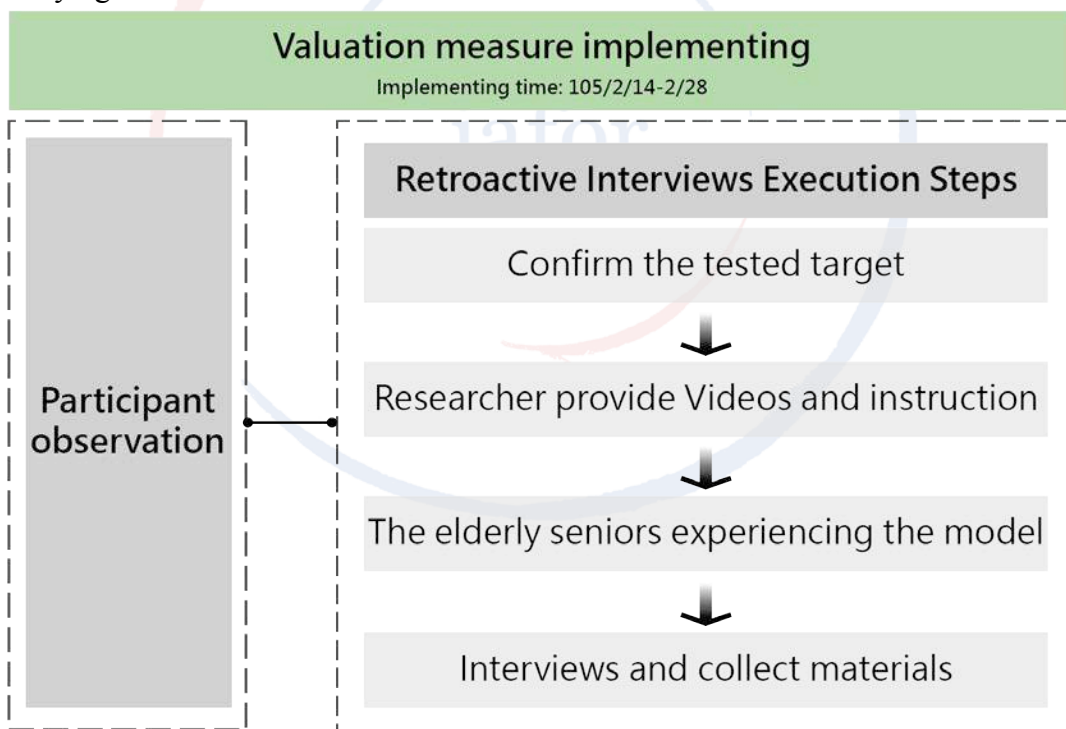 Valuation measure implementing
Implementing time: 105/2/14-2/28
Participant
observation
Retroactive Interviews Execution Steps
Confirm the tested target
Researcher provide Videos and instruction
The elderly seniors experiencing the model
Interviews and collect materials